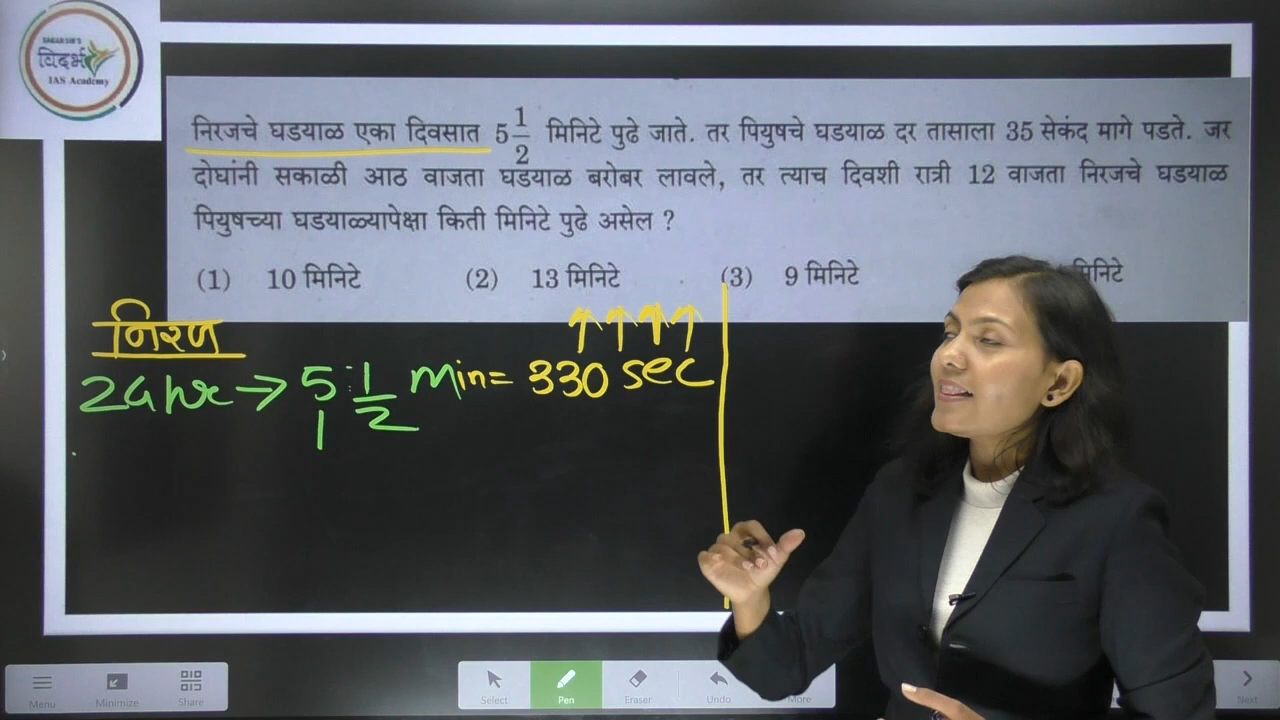 SAGAR SIR'S
विदर्भ
IAS Academy
निरजचे घडयाळ एका दिवसात 5 1/2 मिनिटे पुढे जाते. तर पियुषचे घडयाळ दर तासाला 35 सेकंद मागे पडते. जर
दोघांनी सकाळी आठ वाजता घडयाळ बरोबर लावले, तर त्याच दिवशी रात्री 12 वाजता निरजचे घडयाळ
पियुषच्या घडयाळ्यापेक्षा किती मिनिटे पुढे असेल ?
(1) 10 मिनिटे (2) 13 मिनिटे (3) 9 मिनिटे मिनिटे
निरज
24 hr → 5 1/2 Min = 330 sec
1
Menu Minimize Share Select Pen Eraser Undo More Next